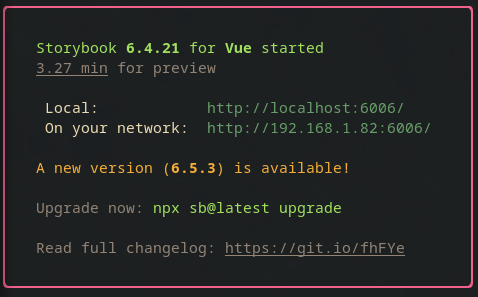 Storybook 6.4.21 for Vue started
3.27 min for preview
Local: http://localhost:6006/
On your network: http://192.168.1.82:6006/
A new version (6.5.3) is available!
Upgrade now: npx sb@latest upgrade
Read full changelog: https://git.io/fhFYe